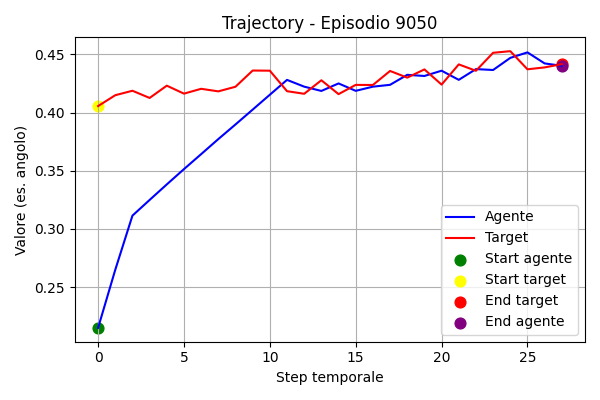 Trajectory - Episodio 9050
Valore (es. angolo)
0.45
0.40
0.35
0.30
0.25
0
5
10
15
20
25
Step temporale
Agente
Target
Start agente
Start target
End target
End agente